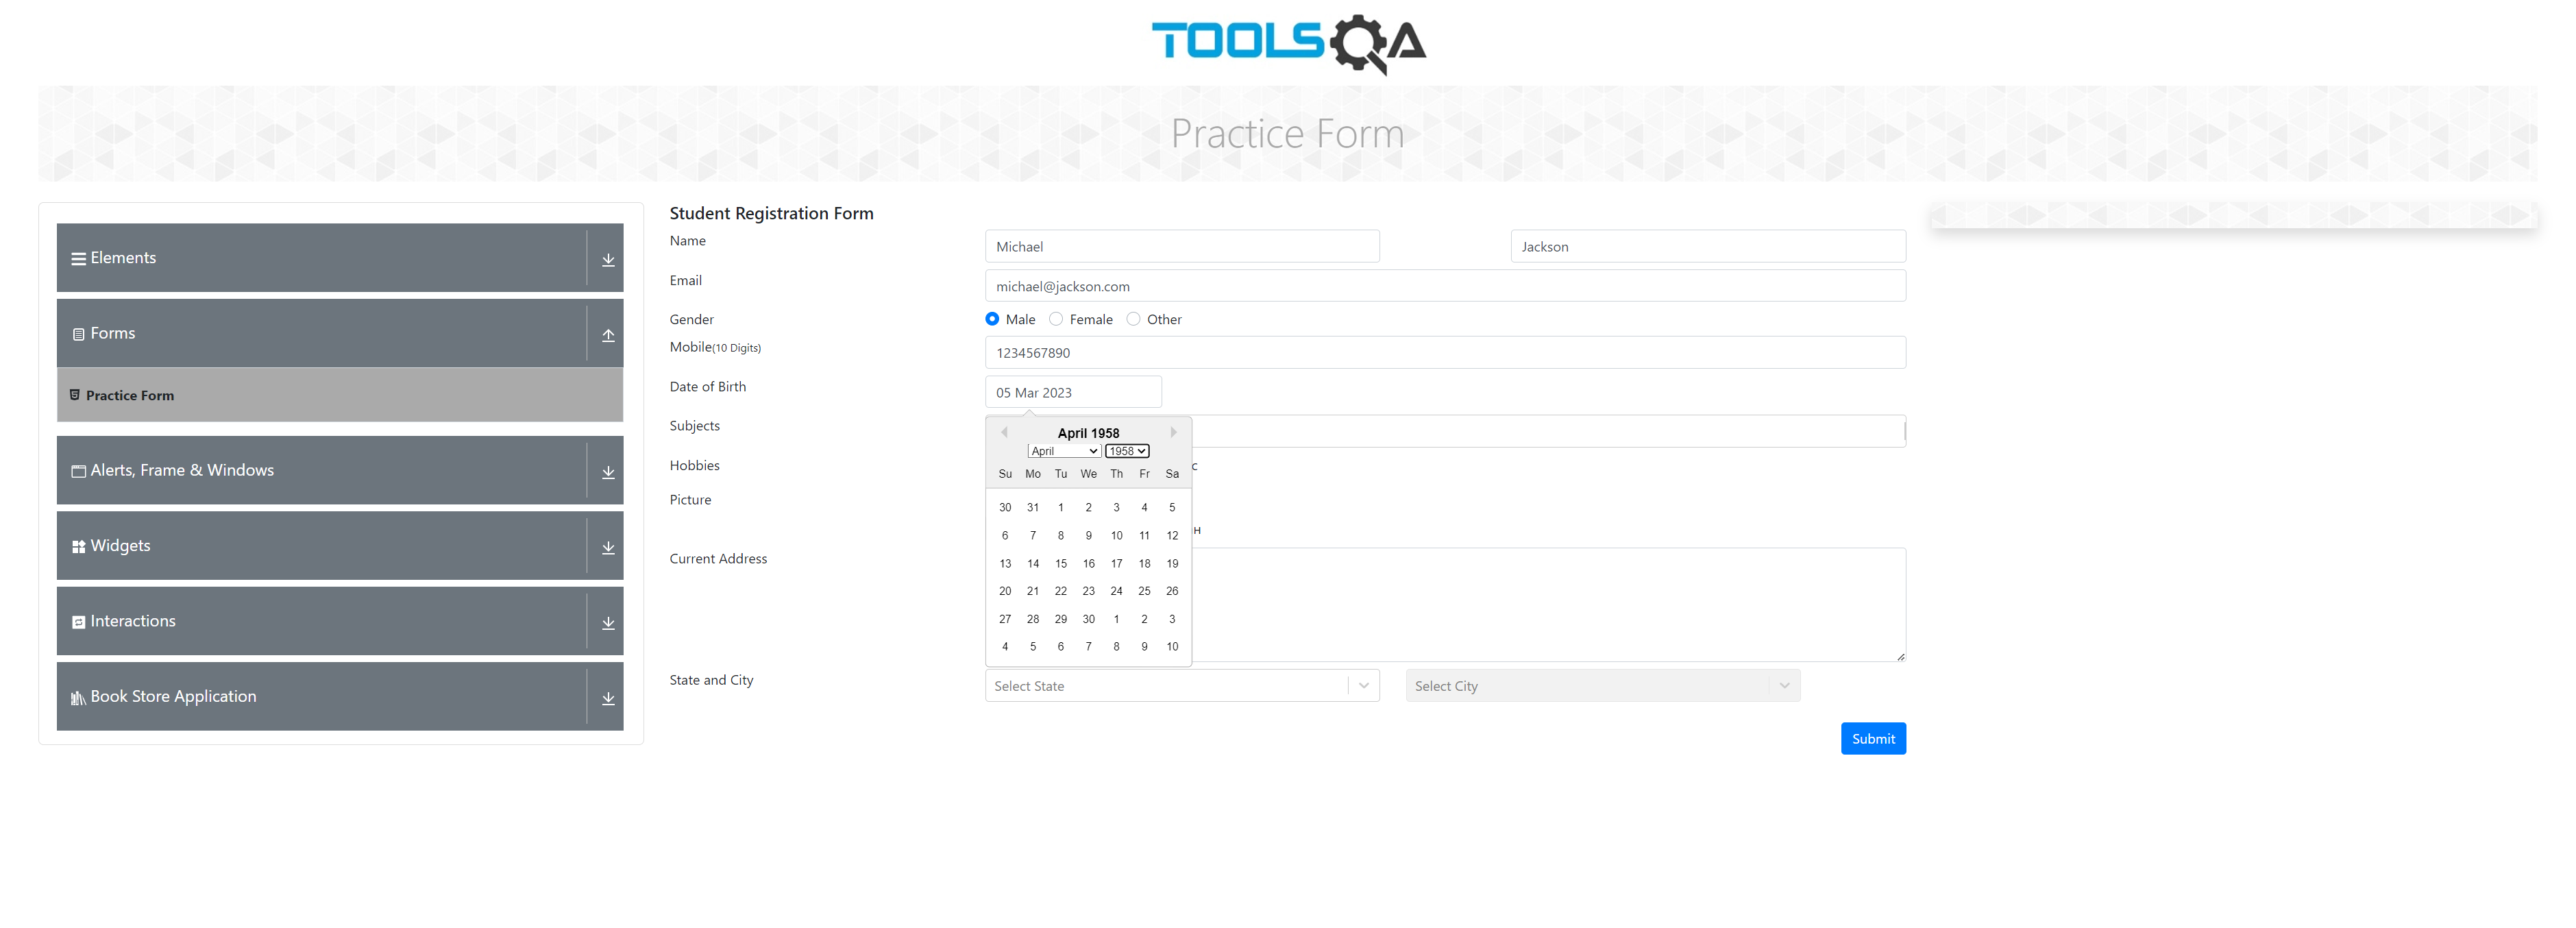 TOOLSQA
Practice Form
Elements
Forms
Practice Form
Alerts, Frame & Windows
Widgets
Interactions
Book Store Application
Student Registration Form
Name
Michael
Jackson
Email
michael@jackson.com
Gender
Male
Female
Other
Mobile(10 Digits)
1234567890
Date of Birth
05 Mar 2023
April 1958
April
1958
Su Mo Tu We Th Fr Sa
30 31 1 2 3 4 5
6 7 8 9 10 11 12
13 14 15 16 17 18 19
20 21 22 23 24 25 26
27 28 29 30 1 2 3
4 5 6 7 8 9 10
Subjects
Hobbies
c
Picture
H
Current Address
State and City
Select State
Select City
Submit